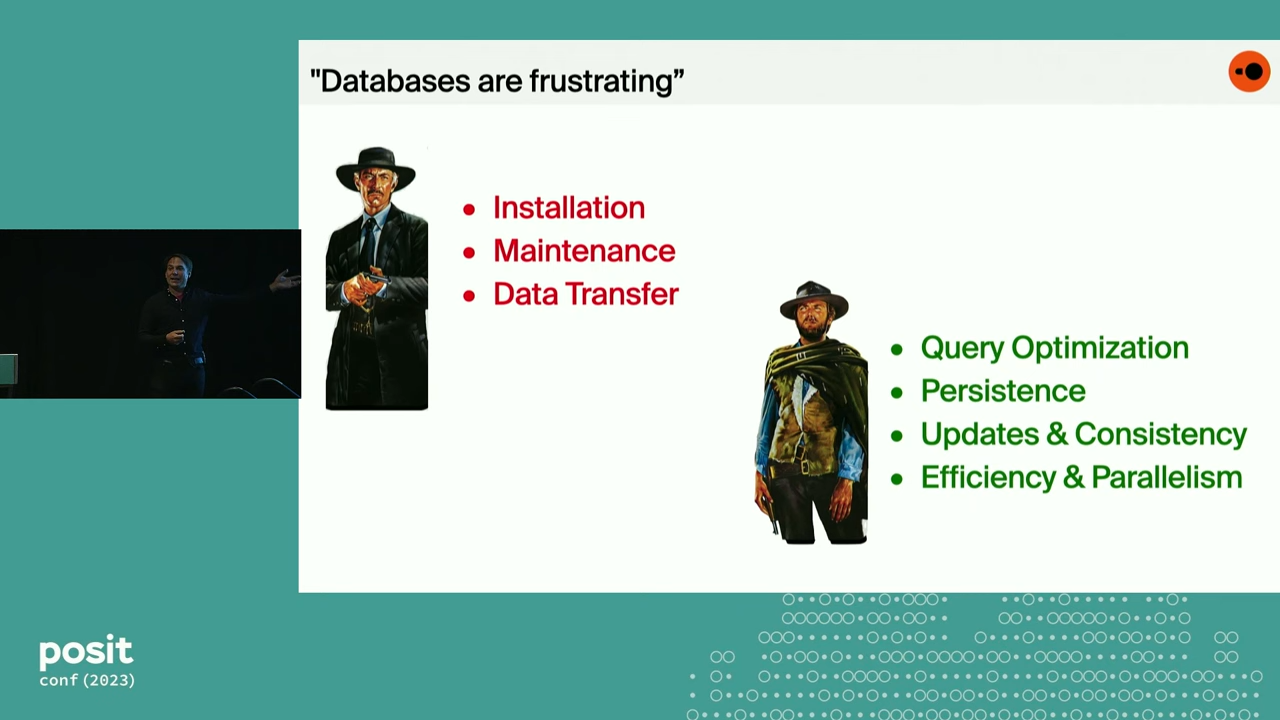 "Databases are frustrating”
Installation
Maintenance
Data Transfer
Query Optimization
Persistence
Updates & Consistency
Efficiency & Parallelism
posit
conf(2023)